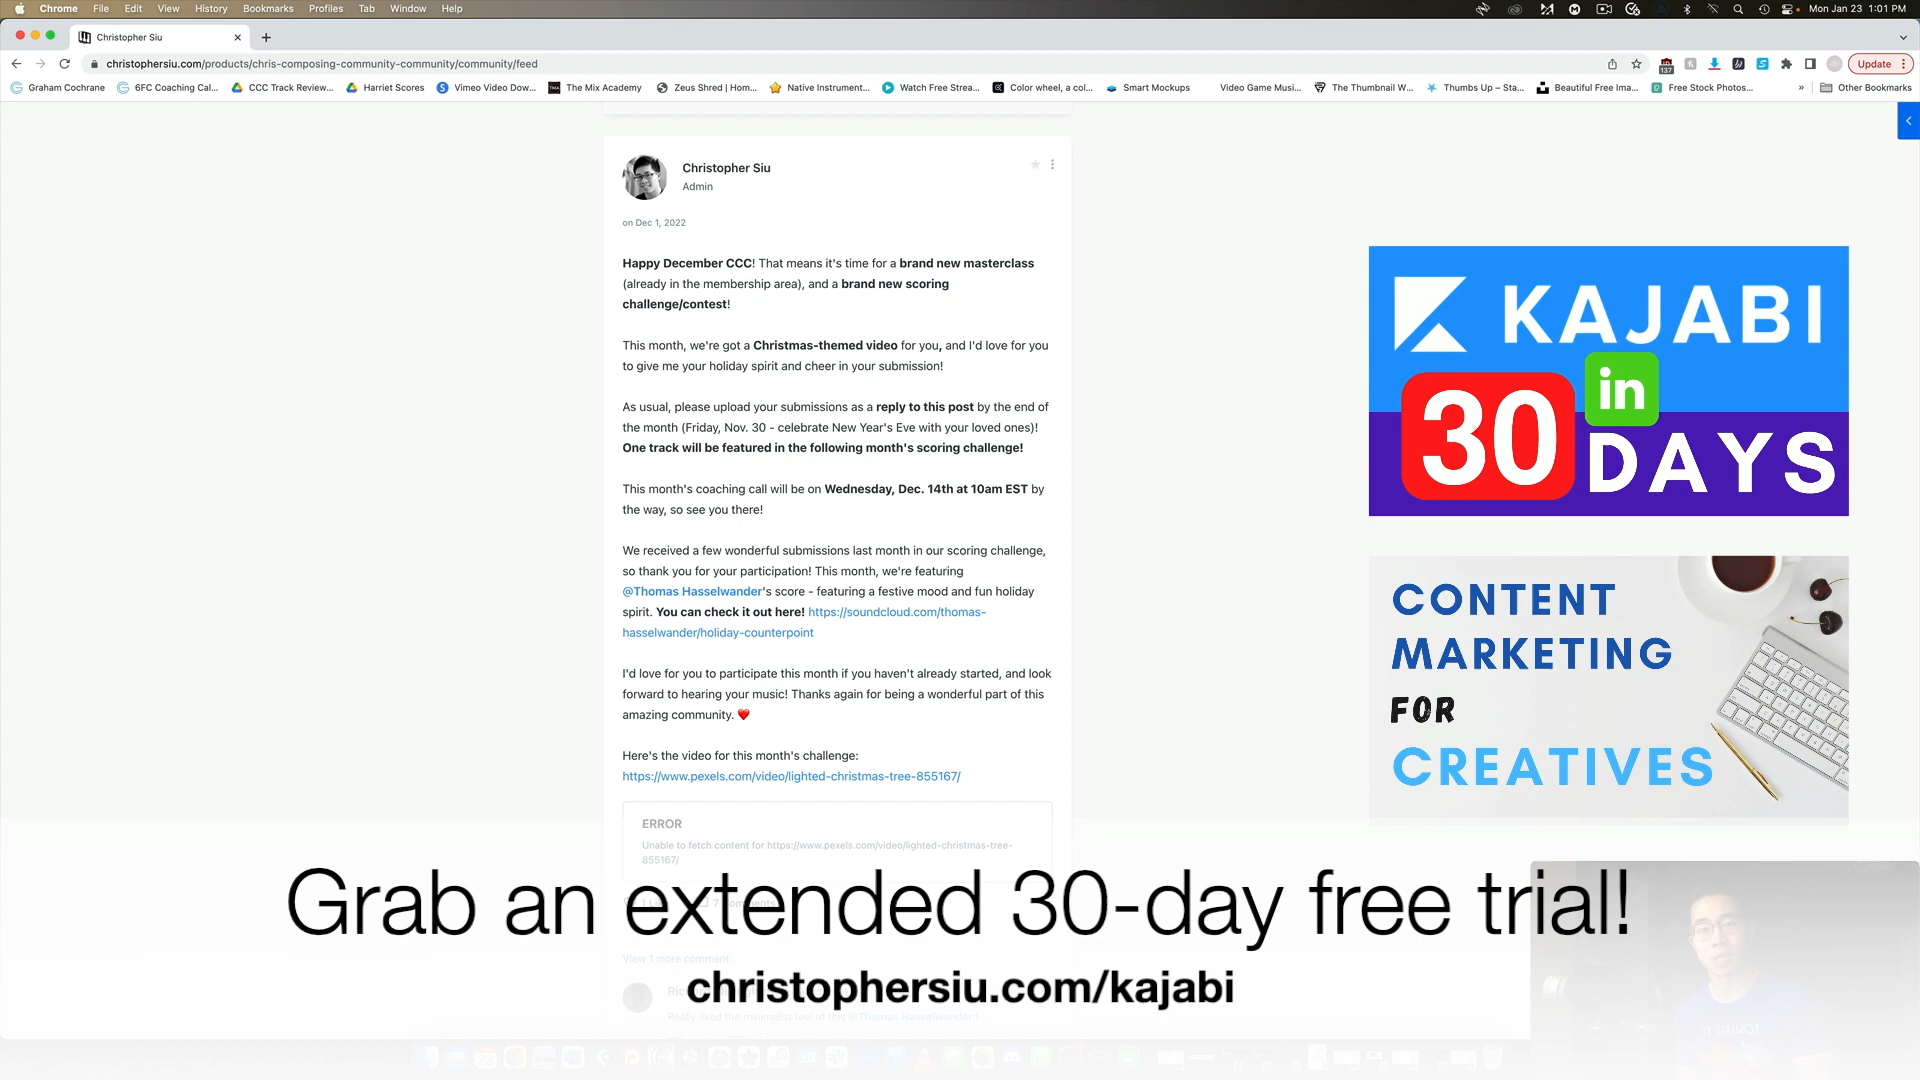 Chrome File Edit View History Bookmarks Profiles Tab Window Help
Mon Jan 23 1:01 PM
Christopher Siu
christophersiu.com/products/chris-composing-community-community/community/feed
137
Update
Graham Cochrane 6FC Coaching Cal... CCC Track Review... Harriet Scores Vimeo Video Dow... The Mix Academy Zeus Shred | Hom... Native Instrument... Watch Free Strea... Color wheel, a col... Smart Mockups Video Game Musi... The Thumbnail W... Thumbs Up – Sta... Beautiful Free Ima... Free Stock Photos... » Other Bookmarks
Christopher Siu
Admin
on Dec 1, 2022
Happy December CCC! That means it's time for a brand new masterclass
(already in the membership area), and a brand new scoring
challenge/contest!
This month, we're got a Christmas-themed video for you, and I'd love for you
to give me your holiday spirit and cheer in your submission!
As usual, please upload your submissions as a reply to this post by the end of
the month (Friday, Nov. 30 - celebrate New Year's Eve with your loved ones)!
One track will be featured in the following month's scoring challenge!
This month's coaching call will be on Wednesday, Dec. 14th at 10am EST by
the way, so see you there!
We received a few wonderful submissions last month in our scoring challenge,
so thank you for your participation! This month, we're featuring
@Thomas Hasselwander's score - featuring a festive mood and fun holiday
spirit. You can check it out here! https://soundcloud.com/thomas-
hasselwander/holiday-counterpoint
I'd love for you to participate this month if you haven't already started, and look
forward to hearing your music! Thanks again for being a wonderful part of this
amazing community. ❤️
Here's the video for this month's challenge:
https://www.pexels.com/video/lighted-christmas-tree-855167/
ERROR
Unable to fetch content for https://www.pexels.com/video/lighted-christmas-tree-
855167/
View 1 more comment
Really liked the minimalist feel of this @Thomas Hasselwander !
KAJABI
30 in
DAYS
CONTENT
MARKETING
FOR
CREATIVES
Grab an extended 30-day free trial!
christophersiu.com/kajabi